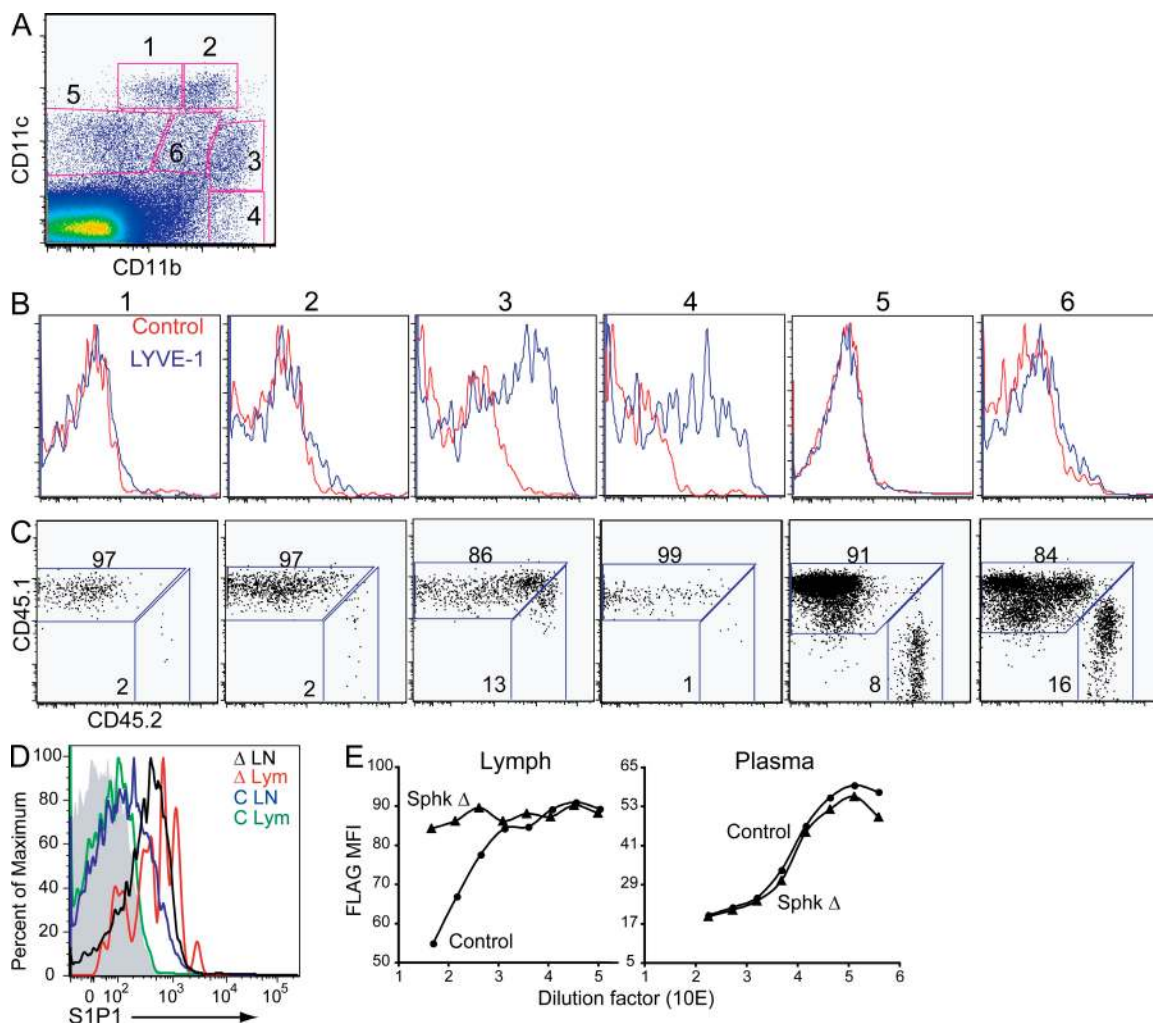 A
1 2
5
6
3
4
CD11c
CD11b
B
1 2 3 4 5 6
Control
LYVE-1
C
97 97 86 99 91 84
2 2 13 1 8 16
CD45.1
CD45.2
D
100
80
60
40
20
0
Percent of Maximum
Δ LN
Δ Lym
C LN
C Lym
0 10² 10³ 10⁴ 10⁵
S1P1
E
Lymph
100
90
80
70
60
50
FLAG MFI
Sphk Δ
Control
1 2 3 4 5
Plasma
65
53
41
29
17
5
Control
Sphk Δ
1 2 3 4 5 6
Dilution factor (10E)